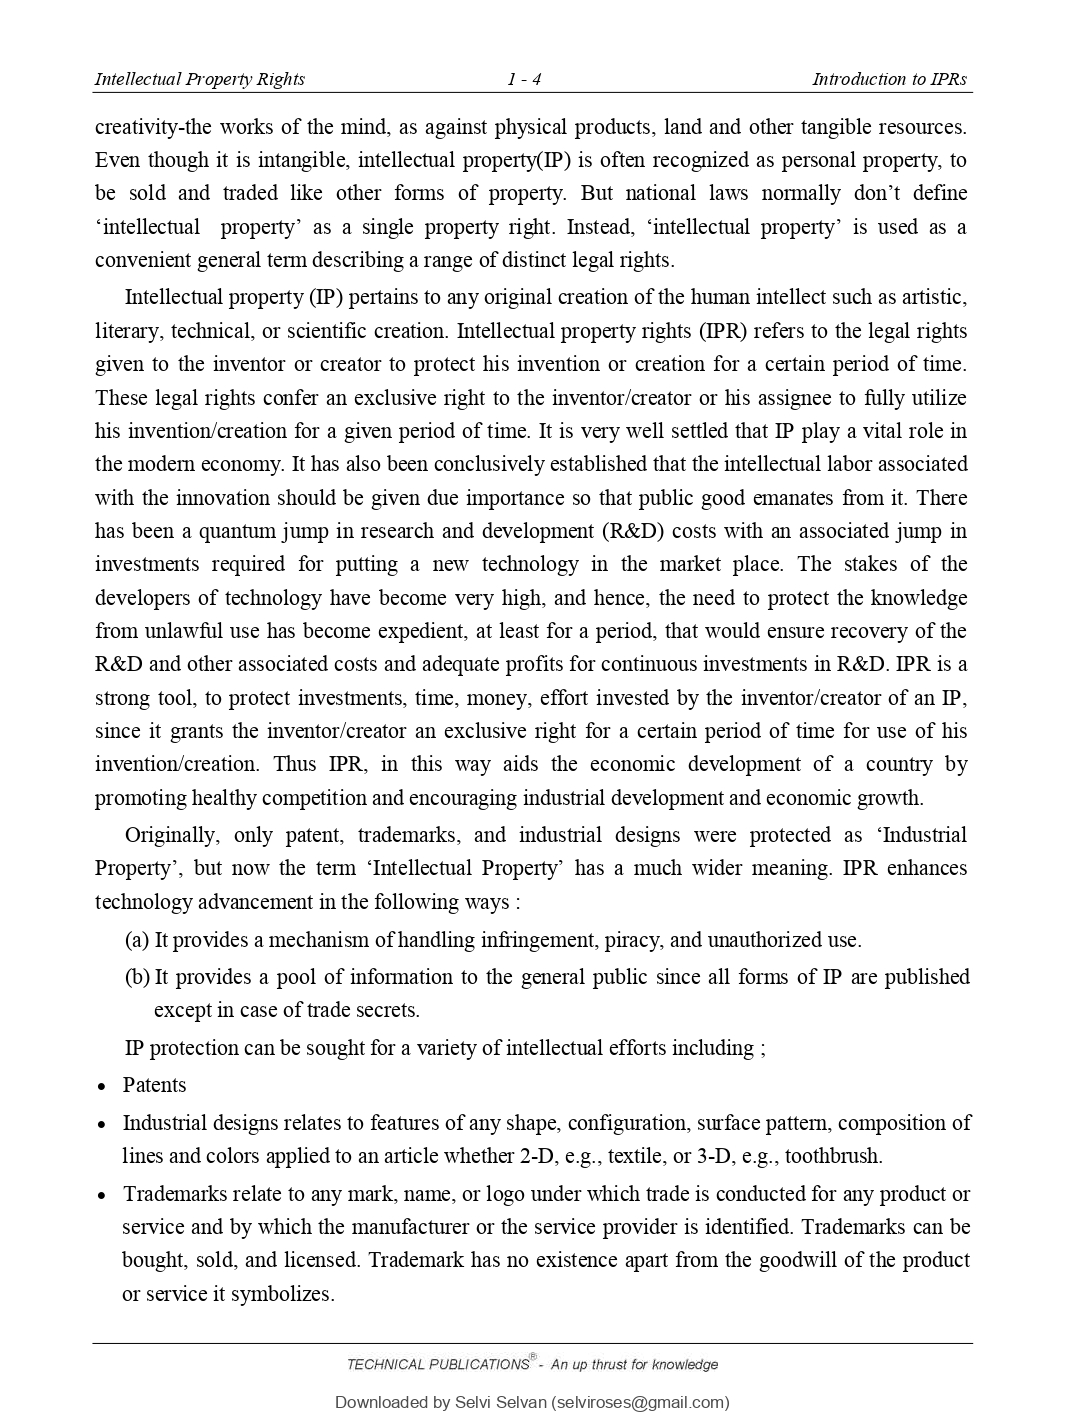 Intellectual Property Rights 1 - 4 Introduction to IPRs
creativity-the works of the mind, as against physical products, land and other tangible resources.
Even though it is intangible, intellectual property(IP) is often recognized as personal property, to
be sold and traded like other forms of property. But national laws normally don’t define
‘intellectual property’ as a single property right. Instead, ‘intellectual property’ is used as a
convenient general term describing a range of distinct legal rights.
Intellectual property (IP) pertains to any original creation of the human intellect such as artistic,
literary, technical, or scientific creation. Intellectual property rights (IPR) refers to the legal rights
given to the inventor or creator to protect his invention or creation for a certain period of time.
These legal rights confer an exclusive right to the inventor/creator or his assignee to fully utilize
his invention/creation for a given period of time. It is very well settled that IP play a vital role in
the modern economy. It has also been conclusively established that the intellectual labor associated
with the innovation should be given due importance so that public good emanates from it. There
has been a quantum jump in research and development (R&D) costs with an associated jump in
investments required for putting a new technology in the market place. The stakes of the
developers of technology have become very high, and hence, the need to protect the knowledge
from unlawful use has become expedient, at least for a period, that would ensure recovery of the
R&D and other associated costs and adequate profits for continuous investments in R&D. IPR is a
strong tool, to protect investments, time, money, effort invested by the inventor/creator of an IP,
since it grants the inventor/creator an exclusive right for a certain period of time for use of his
invention/creation. Thus IPR, in this way aids the economic development of a country by
promoting healthy competition and encouraging industrial development and economic growth.
Originally, only patent, trademarks, and industrial designs were protected as ‘Industrial
Property’, but now the term ‘Intellectual Property’ has a much wider meaning. IPR enhances
technology advancement in the following ways :
(a) It provides a mechanism of handling infringement, piracy, and unauthorized use.
(b) It provides a pool of information to the general public since all forms of IP are published
except in case of trade secrets.
IP protection can be sought for a variety of intellectual efforts including ;
• Patents
• Industrial designs relates to features of any shape, configuration, surface pattern, composition of
lines and colors applied to an article whether 2-D, e.g., textile, or 3-D, e.g., toothbrush.
• Trademarks relate to any mark, name, or logo under which trade is conducted for any product or
service and by which the manufacturer or the service provider is identified. Trademarks can be
bought, sold, and licensed. Trademark has no existence apart from the goodwill of the product
or service it symbolizes.
TECHNICAL PUBLICATIONS® - An up thrust for knowledge
Downloaded by Selvi Selvan (selviroses@gmail.com)